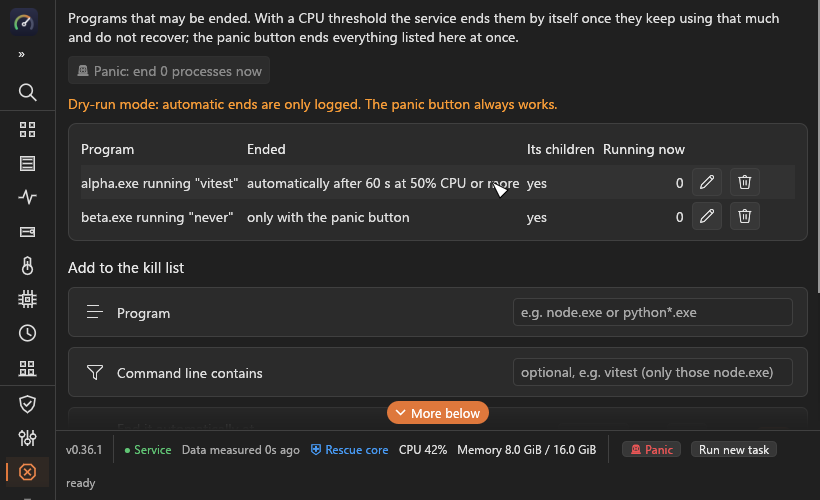 Programs that may be ended. With a CPU threshold the service ends them by itself once they keep using that much
and do not recover; the panic button ends everything listed here at once.
Panic: end 0 processes now
Dry-run mode: automatic ends are only logged. The panic button always works.
Program Ended Its children Running now
alpha.exe running "vitest" automatically after 60 s at 50% CPU or more yes 0
beta.exe running "never" only with the panic button yes 0
Add to the kill list
Program e.g. node.exe or python*.exe
Command line contains optional, e.g. vitest (only those node.exe)
More below
v0.36.1 Service Data measured 0s ago Rescue core CPU 42% Memory 8.0 GiB / 16.0 GiB Panic Run new task
ready